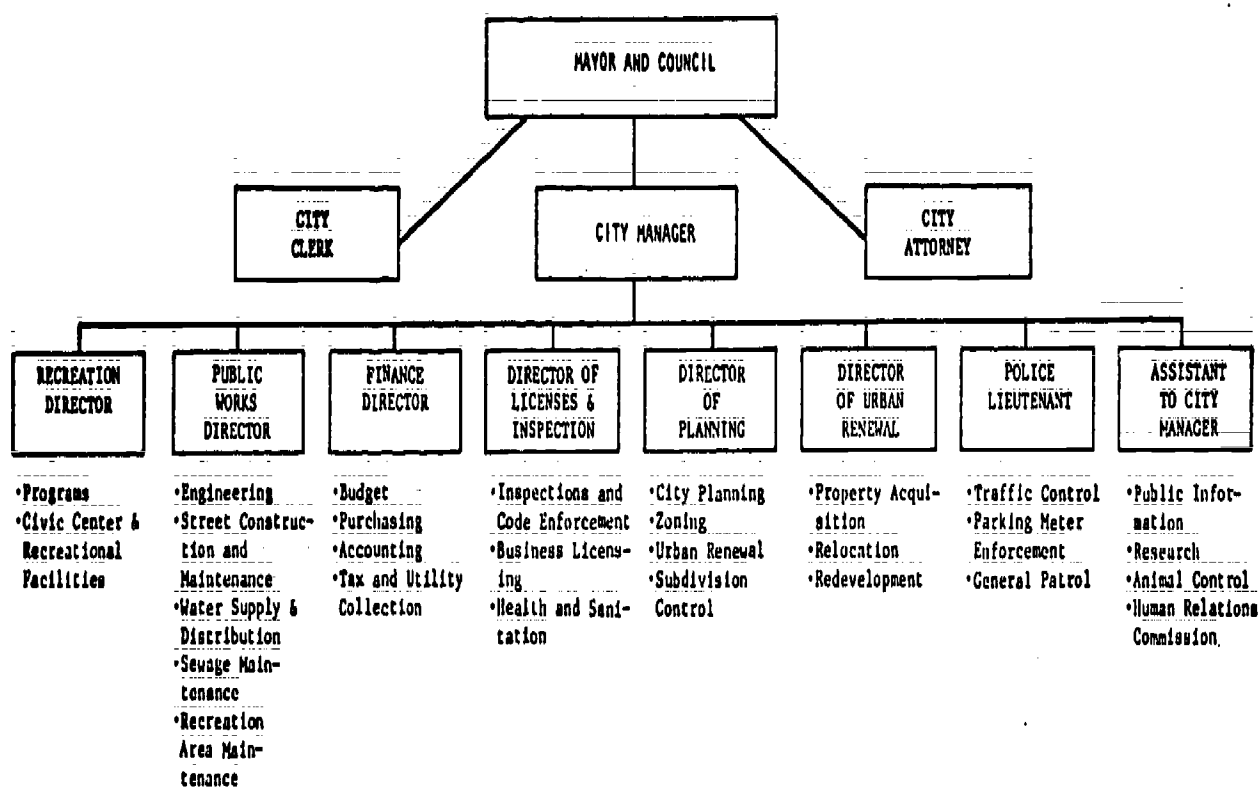 MAYOR AND COUNCIL
CITY
CLERK
CITY MANAGER
CITY
ATTORNEY
RECREATION
DIRECTOR
PUBLIC
WORKS
DIRECTOR
FINANCE
DIRECTOR
DIRECTOR OF
LICENSES &
INSPECTION
DIRECTOR
OF
PLANNING
DIRECTOR
OF URBAN
RENEWAL
POLICE
LIEUTENANT
ASSISTANT
TO CITY
MANAGER
•Programs
•Civic Center &
Recreational
Facilities
•Engineering
•Street Construc-
tion and
Maintenance
•Water Supply &
Distribution
•Sewage Main-
tenance
•Recreation
Area Main-
tenance
•Budget
•Purchasing
•Accounting
•Tax and Utility
Collection
•Inspections and
Code Enforcement
•Business Licens-
ing
•Health and Sani-
tation
•City Planning
•Zoning
•Urban Renewal
•Subdivision
Control
•Property Acqui-
sition
•Relocation
•Redevelopment
•Traffic Control
•Parking Meter
Enforcement
•General Patrol
•Public Infor-
mation
•Research
•Animal Control
•Human Relations
Commission